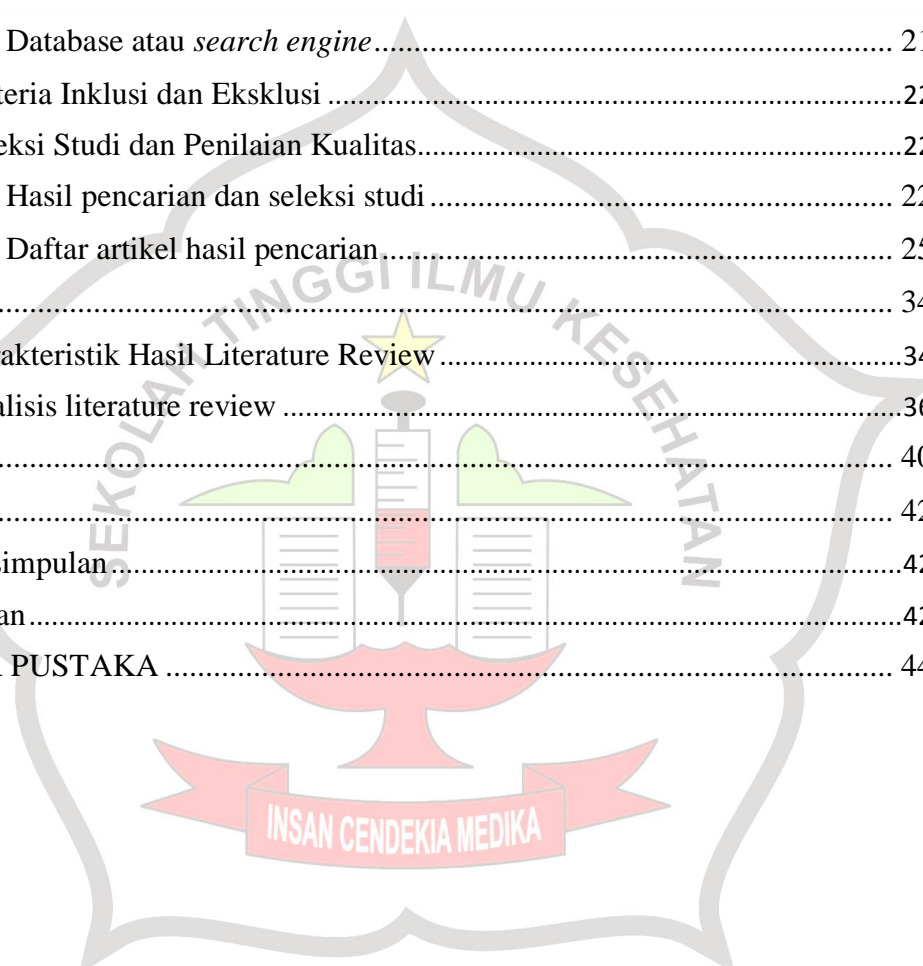 Database atau search engine................ 21
teria Inklusi dan Eksklusi ................22
eksi Studi dan Penilaian Kualitas................22
Hasil pencarian dan seleksi studi ................ 22
Daftar artikel hasil pencarian................ 25
................ 34
rakteristik Hasil Literature Review ................34
alisis literature review ................36
................ 40
................ 42
simpulan ................42
an ................42
PUSTAKA ................ 44
SEKOLAH TINGGI ILMU KESEHATAN
INSAN CENDEKIA MEDIKA